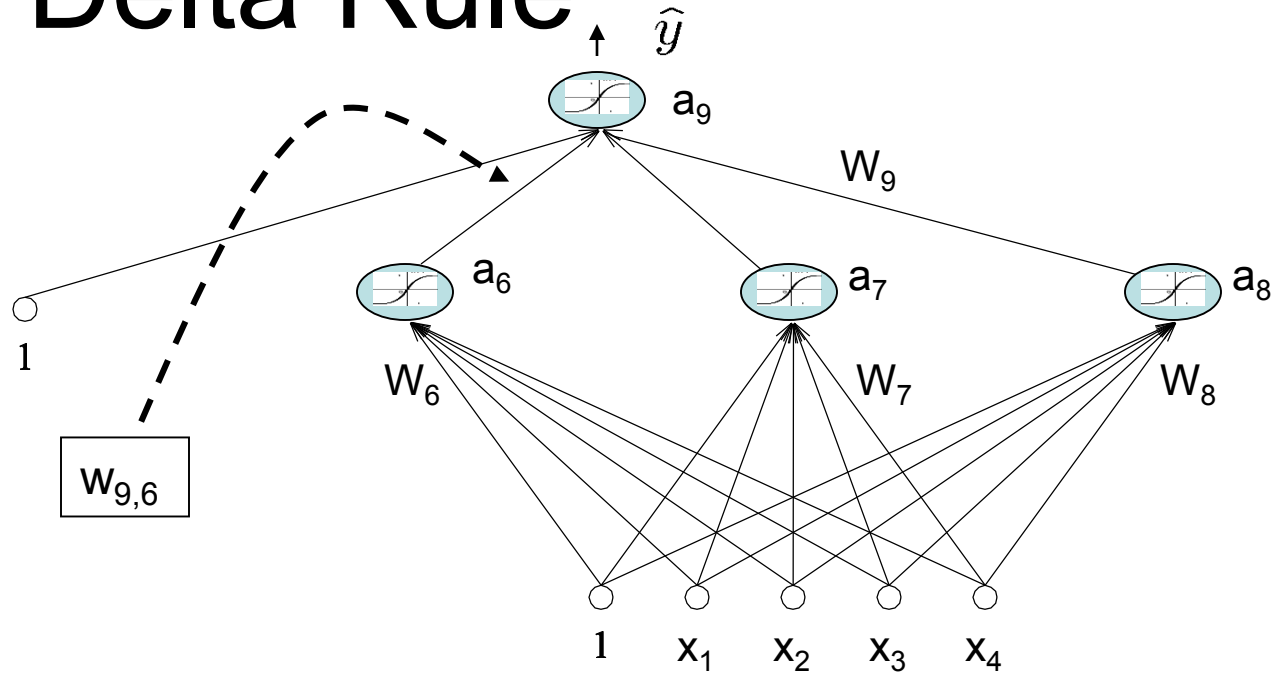 Delta Rule
ŷ
a₉
W₉
a₆
a₇
a₈
1
W₆
W₇
W₈
w₉,₆
1 x₁ x₂ x₃ x₄